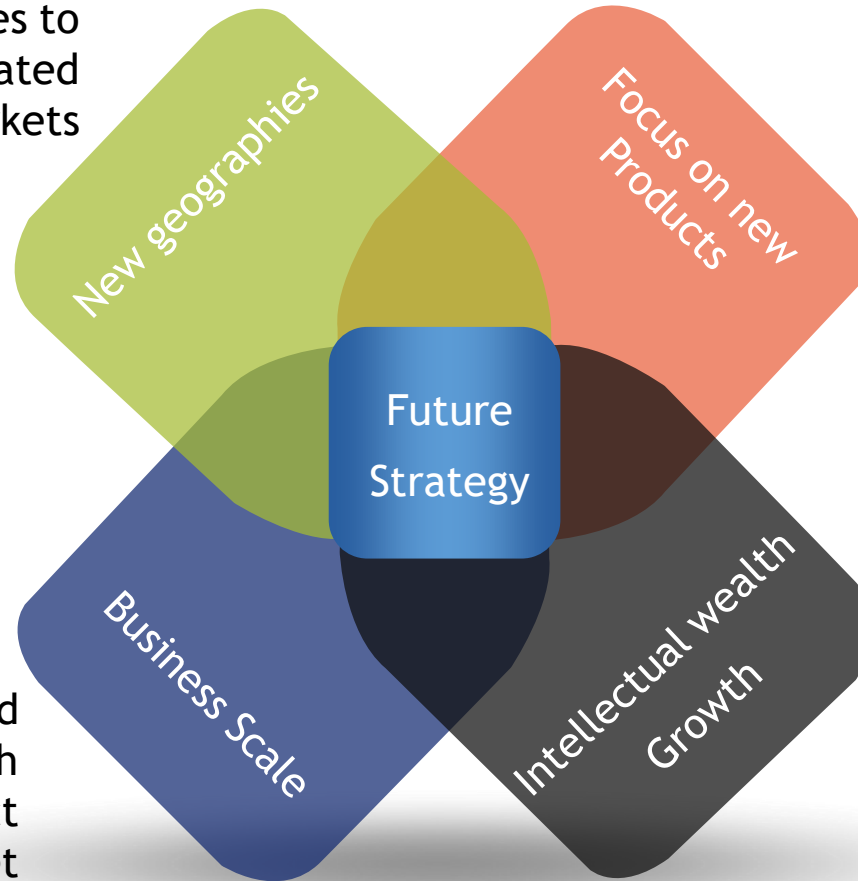 es to
ated
kets
New geographies
Focus on new
Products
Future
Strategy
Business Scale
Intellectual wealth
Growth
d
h
t
t